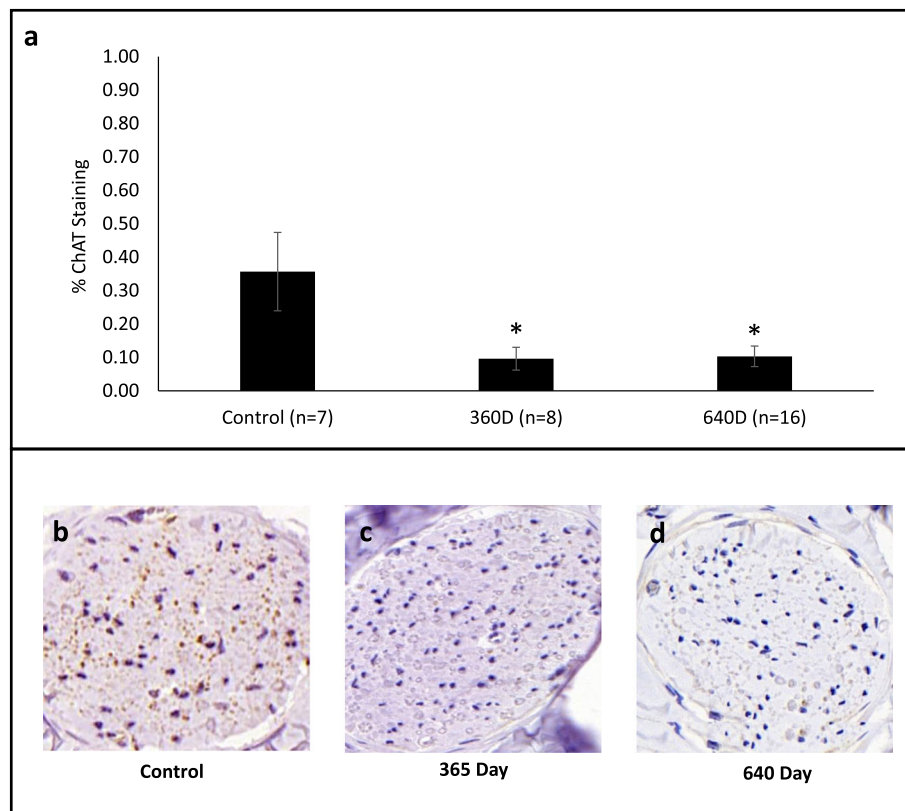 a
1.00
0.90
0.80
0.70
0.60
0.50
0.40
0.30
0.20
0.10
0.00
% ChAT Staining
* *
Control (n=7) 360D (n=8) 640D (n=16)
b c d
Control 365 Day 640 Day